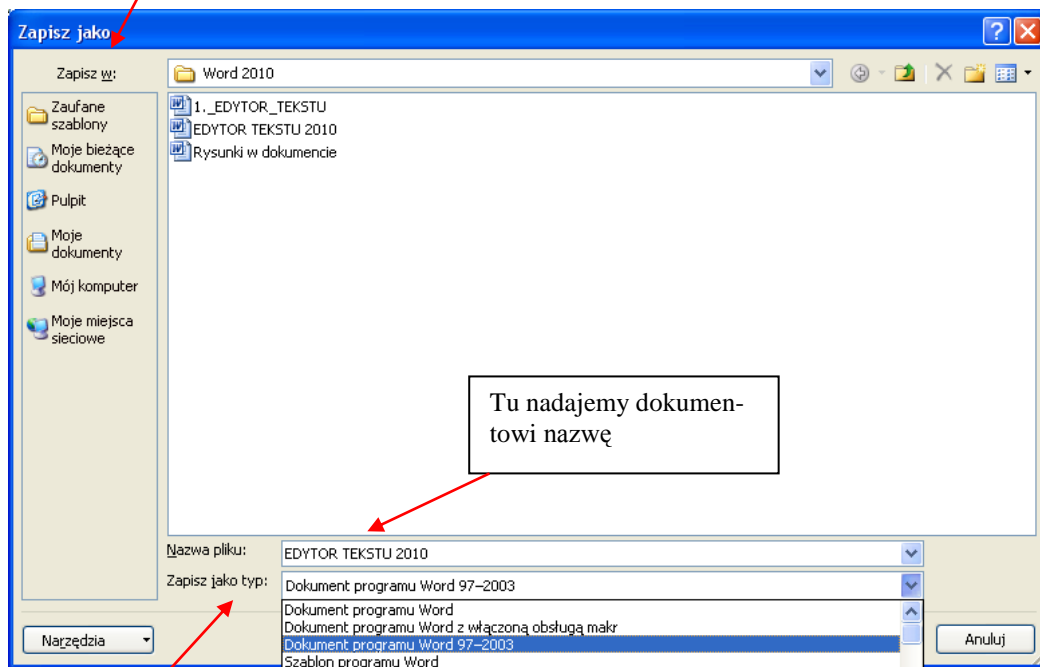 Zapisz jako
Zapisz w:
Word 2010
Zaufane
szablony
Moje bieżące
dokumenty
Pulpit
Moje
dokumenty
Mój komputer
Moje miejsca
sieciowe
1._EDYTOR_TEKSTU
EDYTOR TEKSTU 2010
Rysunki w dokumencie
Tu nadajemy dokumen-
towi nazwę
Nazwa pliku:
EDYTOR TEKSTU 2010
Zapisz jako typ:
Dokument programu Word 97–2003
Dokument programu Word
Dokument programu Word z włączoną obsługą makr
Dokument programu Word 97–2003
Szablon programu Word
Narzędzia
Anuluj